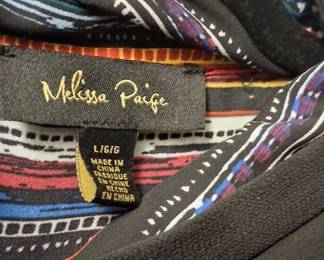 Melissa Paige
L/G/G
MADE IN
CHINA
FABRIQUE
EN CHINE
HECHO
EN CHINA